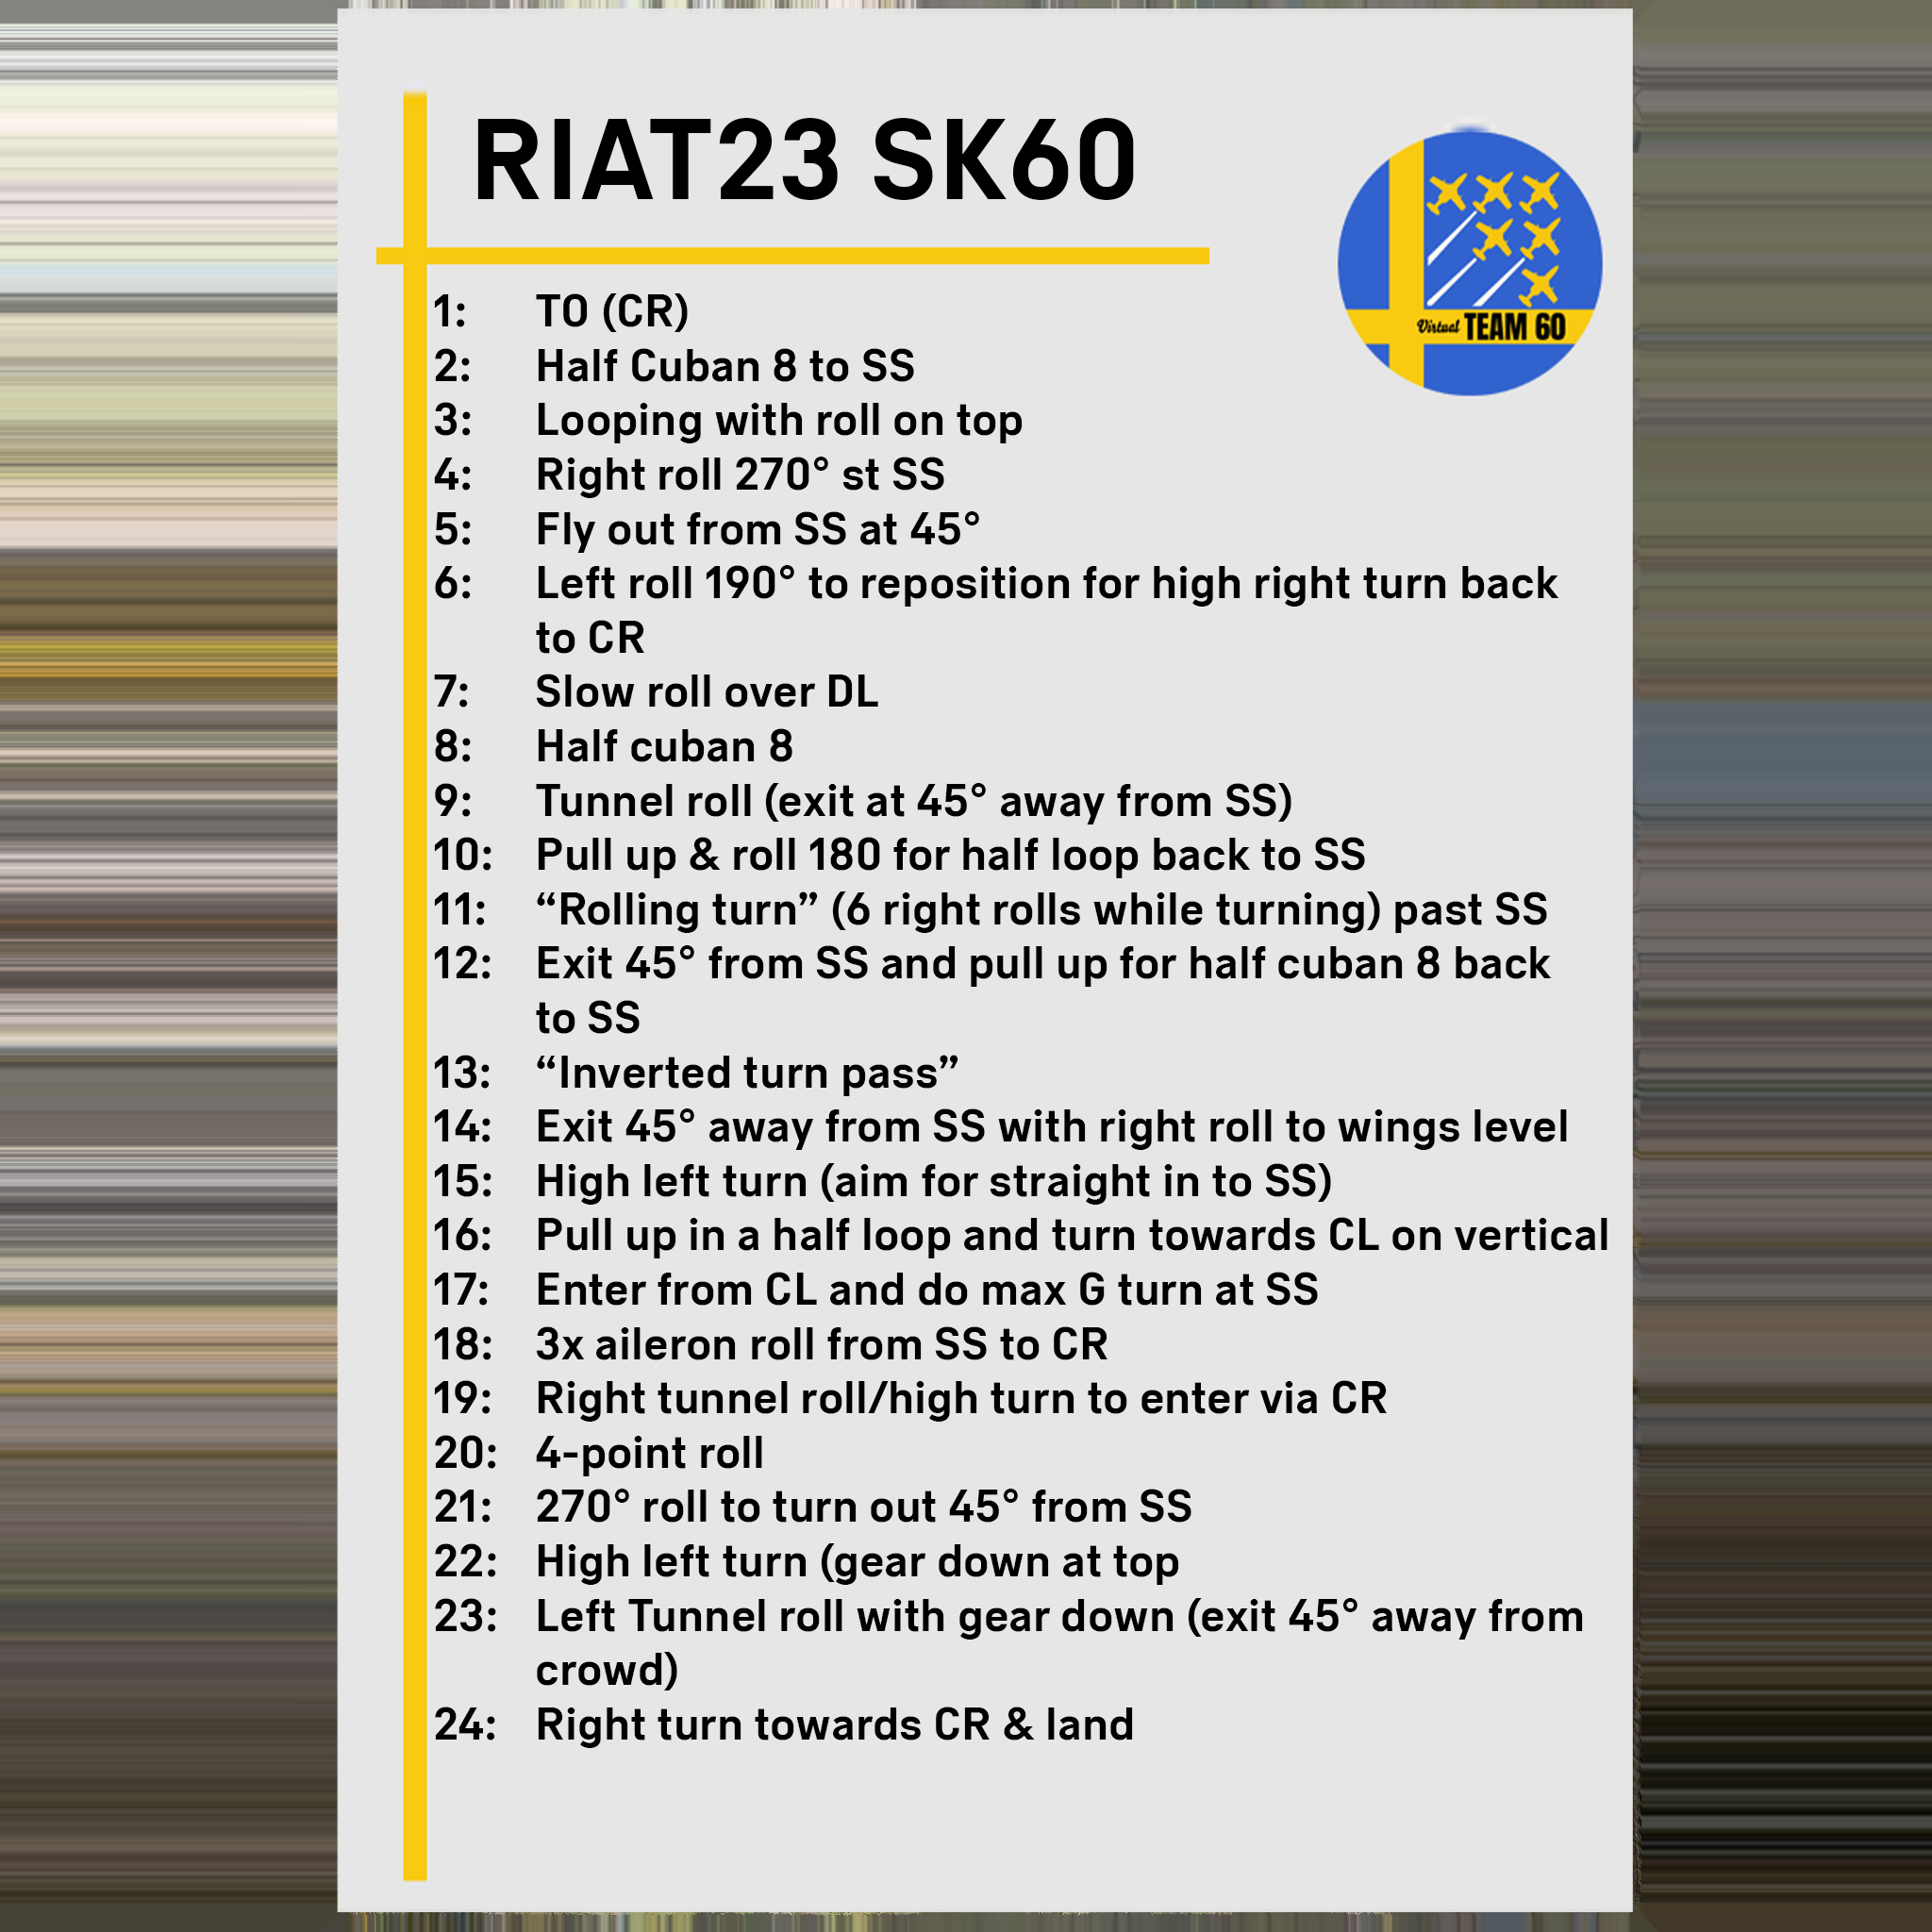 RIAT23 SK60
Virtual TEAM 60
1: TO (CR)
2: Half Cuban 8 to SS
3: Looping with roll on top
4: Right roll 270° st SS
5: Fly out from SS at 45°
6: Left roll 190° to reposition for high right turn back
to CR
7: Slow roll over DL
8: Half cuban 8
9: Tunnel roll (exit at 45° away from SS)
10: Pull up & roll 180 for half loop back to SS
11: “Rolling turn” (6 right rolls while turning) past SS
12: Exit 45° from SS and pull up for half cuban 8 back
to SS
13: “Inverted turn pass”
14: Exit 45° away from SS with right roll to wings level
15: High left turn (aim for straight in to SS)
16: Pull up in a half loop and turn towards CL on vertical
17: Enter from CL and do max G turn at SS
18: 3x aileron roll from SS to CR
19: Right tunnel roll/high turn to enter via CR
20: 4-point roll
21: 270° roll to turn out 45° from SS
22: High left turn (gear down at top
23: Left Tunnel roll with gear down (exit 45° away from
crowd)
24: Right turn towards CR & land